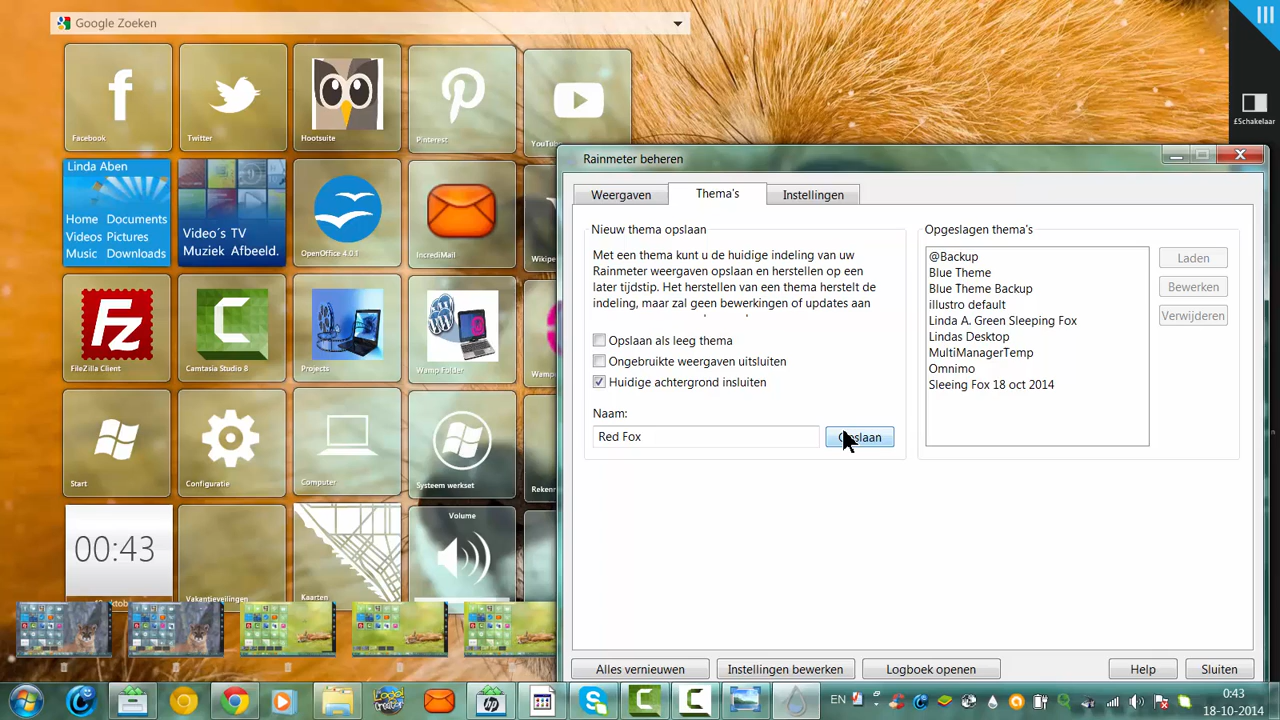 Google Zoeken
£Schakelaar
Facebook
Twitter
Hootsuite
Pinterest
Linda Aben
Home Documents
Videos Pictures
Music Downloads
Video´s TV
Muziek Afbeeld.
OpenOffice 4.0.1
IncrediMail
FileZilla Client
Camtasia Studio 8
Projects
Wamp Folder
Start
Configuratie
Computer
Systeem werkset
00:43
Vakantieveilingen
Kaarten
Volume
Rainmeter beheren
Weergaven
Thema's
Instellingen
Nieuw thema opslaan
Met een thema kunt u de huidige indeling van uw
Rainmeter weergaven opslaan en herstellen op een
later tijdstip. Het herstellen van een thema herstelt de
indeling, maar zal geen bewerkingen of updates aan
Opslaan als leeg thema
Ongebruikte weergaven uitsluiten
Huidige achtergrond insluiten
Naam:
Red Fox
Opslaan
Opgeslagen thema's
@Backup
Blue Theme
Blue Theme Backup
illustro default
Linda A. Green Sleeping Fox
Lindas Desktop
MultiManagerTemp
Omnimo
Sleeing Fox 18 oct 2014
Laden
Bewerken
Verwijderen
Alles vernieuwen
Instellingen bewerken
Logboek openen
Help
Sluiten
EN
0:43
18-10-2014